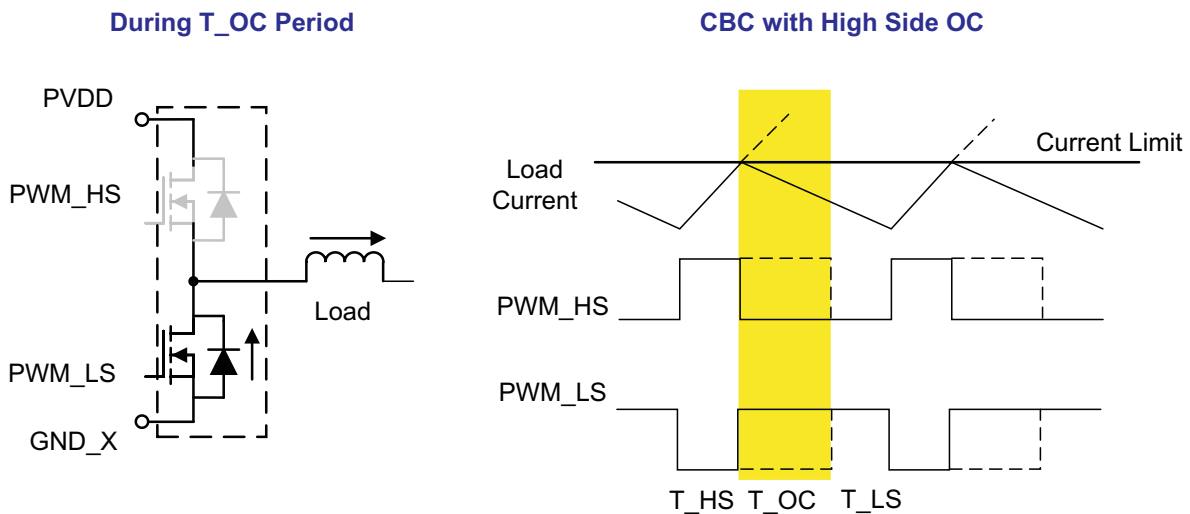 During T_OC Period
PVDD
PWM_HS
Load
PWM_LS
GND_X
CBC with High Side OC
Current Limit
Load
Current
PWM_HS
PWM_LS
T_HS T_OC T_LS